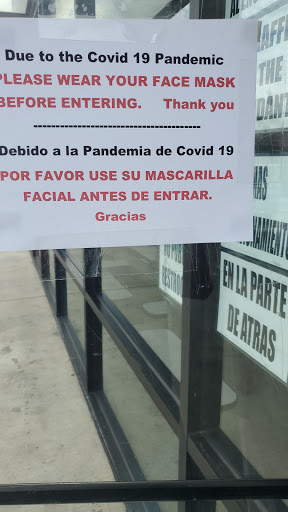 Due to the Covid 19 Pandemic
PLEASE WEAR YOUR FACE MASK
BEFORE ENTERING. Thank you
----------------------------------------
Debido a la Pandemia de Covid 19
POR FAVOR USE SU MASCARILLA
FACIAL ANTES DE ENTRAR.
Gracias
THE
EN LA PARTE
DE ATRAS